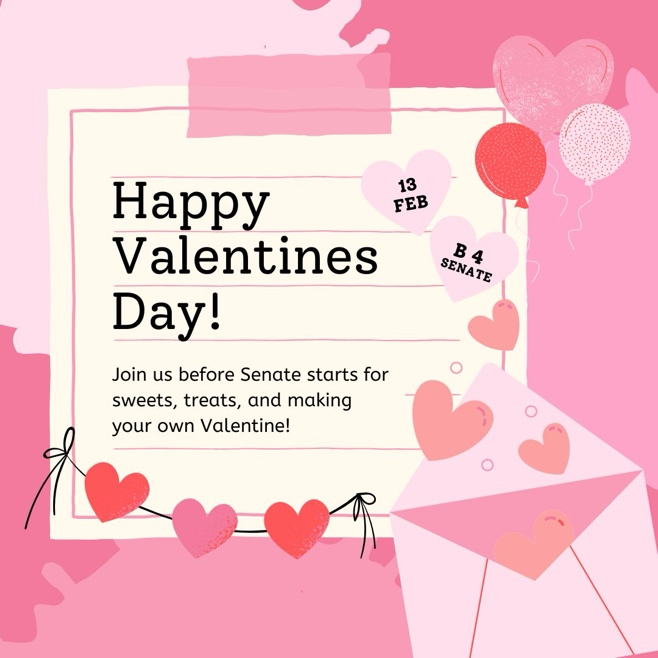 Happy
Valentines
Day!
13
FEB
B 4
SENATE
Join us before Senate starts for
sweets, treats, and making
your own Valentine!